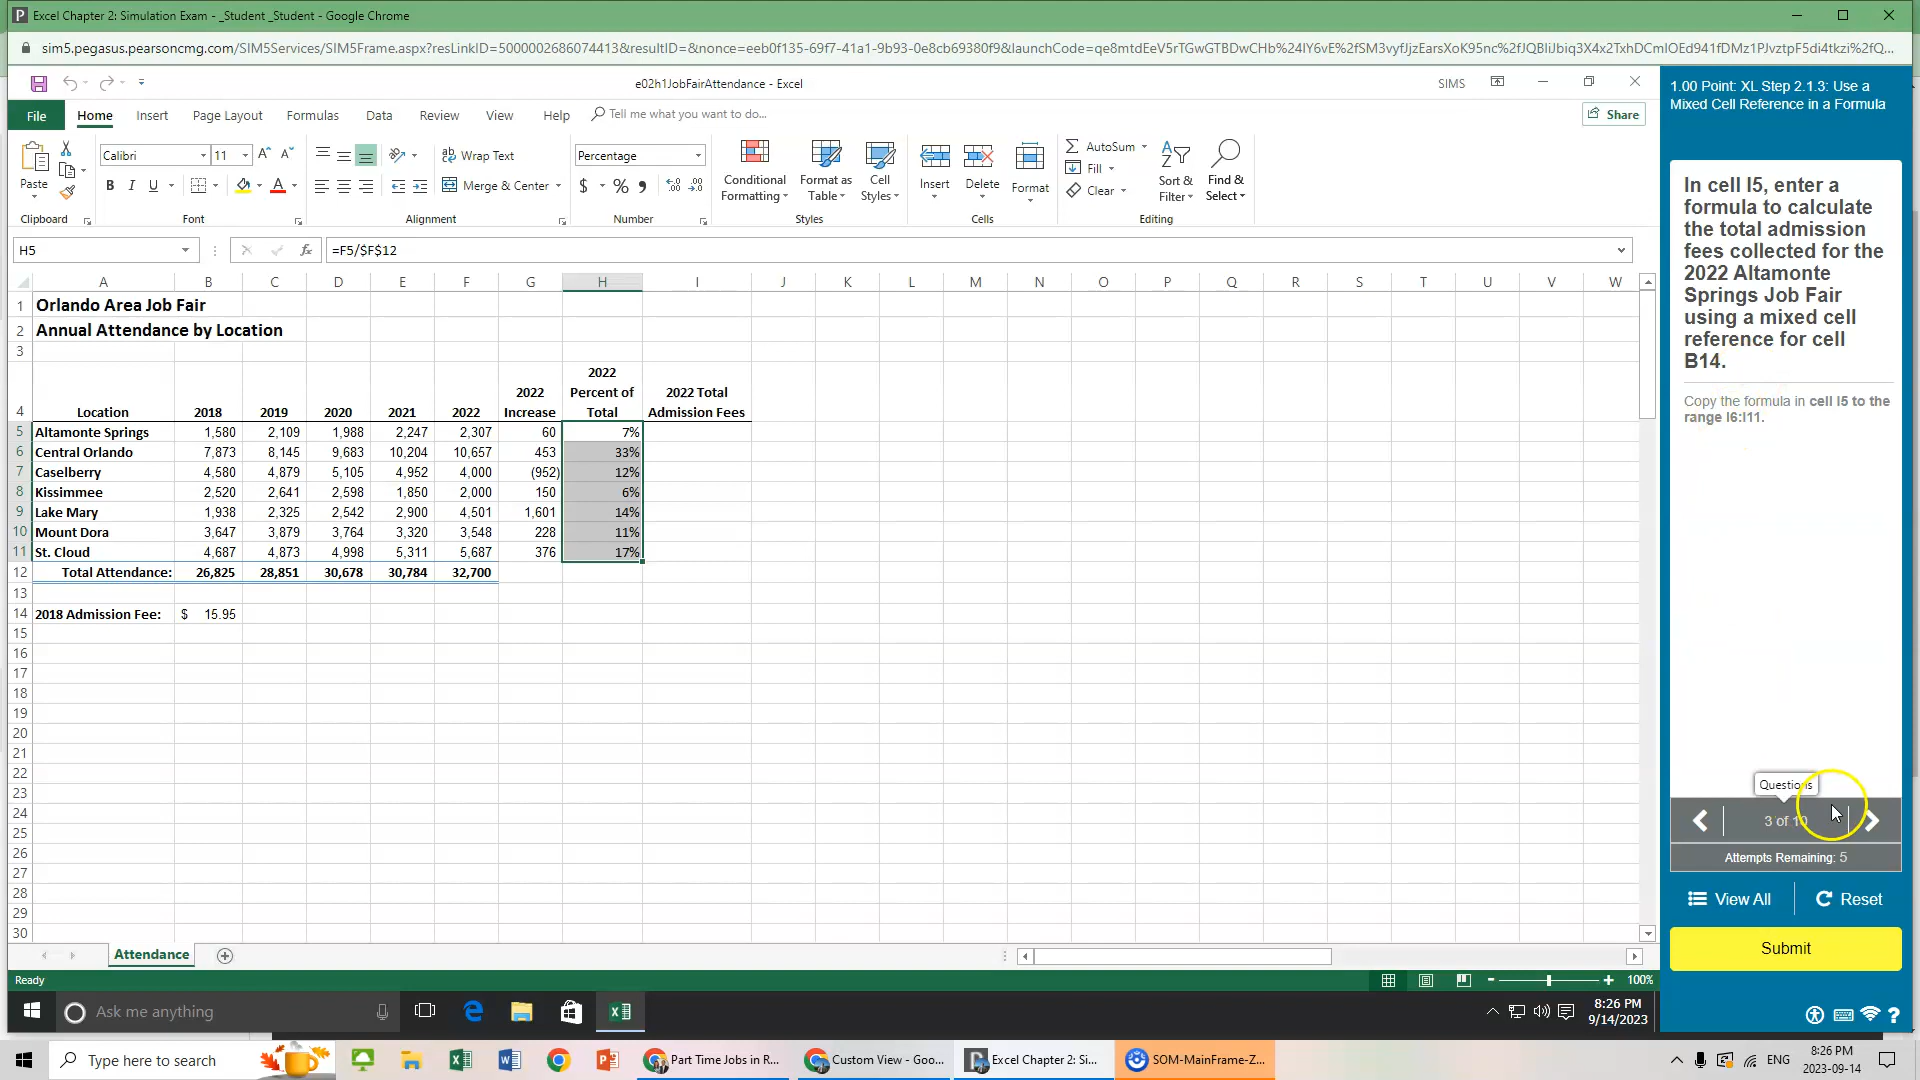 Excel Chapter 2: Simulation Exam - _Student _Student - Google Chrome
sim5.pegasus.pearsoncmg.com/SIM5Services/SIM5Frame.aspx?resLinkID=5000002686074413&resultID=&nonce=eeb0f135-69f7-41a1-9b93-0e8cb69380f9&launchCode=qe8mtdEeV5rTGwGTBDwCHb%24IY6vE%2fSM3vyfJjzEarsXoK95nc%2fJQBIiJbiq3X4x2TxhDCmlOEd941fDMz1PJvztpF5di4tkzi%2fQ...
e02h1JobFairAttendance - Excel
SIMS
File Home Insert Page Layout Formulas Data Review View Help Tell me what you want to do... Share
Calibri 11 Wrap Text Percentage AutoSum
Paste Merge & Center Conditional Formatting Format as Table Cell Styles Insert Delete Format Fill Clear Sort & Filter Find & Select
Clipboard Font Alignment Number Styles Cells Editing
H5 fx =F5/$F$12
A B C D E F G H I J K L M N O P Q R S T U V W
1 Orlando Area Job Fair
2 Annual Attendance by Location
3
2022
2022 Percent of 2022 Total
4 Location 2018 2019 2020 2021 2022 Increase Total Admission Fees
5 Altamonte Springs 1,580 2,109 1,988 2,247 2,307 60 7%
6 Central Orlando 7,873 8,145 9,683 10,204 10,657 453 33%
7 Caselberry 4,580 4,879 5,105 4,952 4,000 (952) 12%
8 Kissimmee 2,520 2,641 2,598 1,850 2,000 150 6%
9 Lake Mary 1,938 2,325 2,542 2,900 4,501 1,601 14%
10 Mount Dora 3,647 3,879 3,764 3,320 3,548 228 11%
11 St. Cloud 4,687 4,873 4,998 5,311 5,687 376 17%
12 Total Attendance: 26,825 28,851 30,678 30,784 32,700
13
14 2018 Admission Fee: $ 15.95
15
16
17
18
19
20
21
22
23
24
25
26
27
28
29
30
Attendance
Ready 100%
Ask me anything
8:26 PM
9/14/2023
1.00 Point: XL Step 2.1.3: Use a
Mixed Cell Reference in a Formula
In cell I5, enter a
formula to calculate
the total admission
fees collected for the
2022 Altamonte
Springs Job Fair
using a mixed cell
reference for cell
B14.
Copy the formula in cell I5 to the
range I6:I11.
Questions
3 of 10
Attempts Remaining: 5
View All Reset
Submit
Type here to search
Part Time Jobs in R...
Custom View - Goo...
Excel Chapter 2: Si...
SOM-MainFrame-Z...
ENG
8:26 PM
2023-09-14